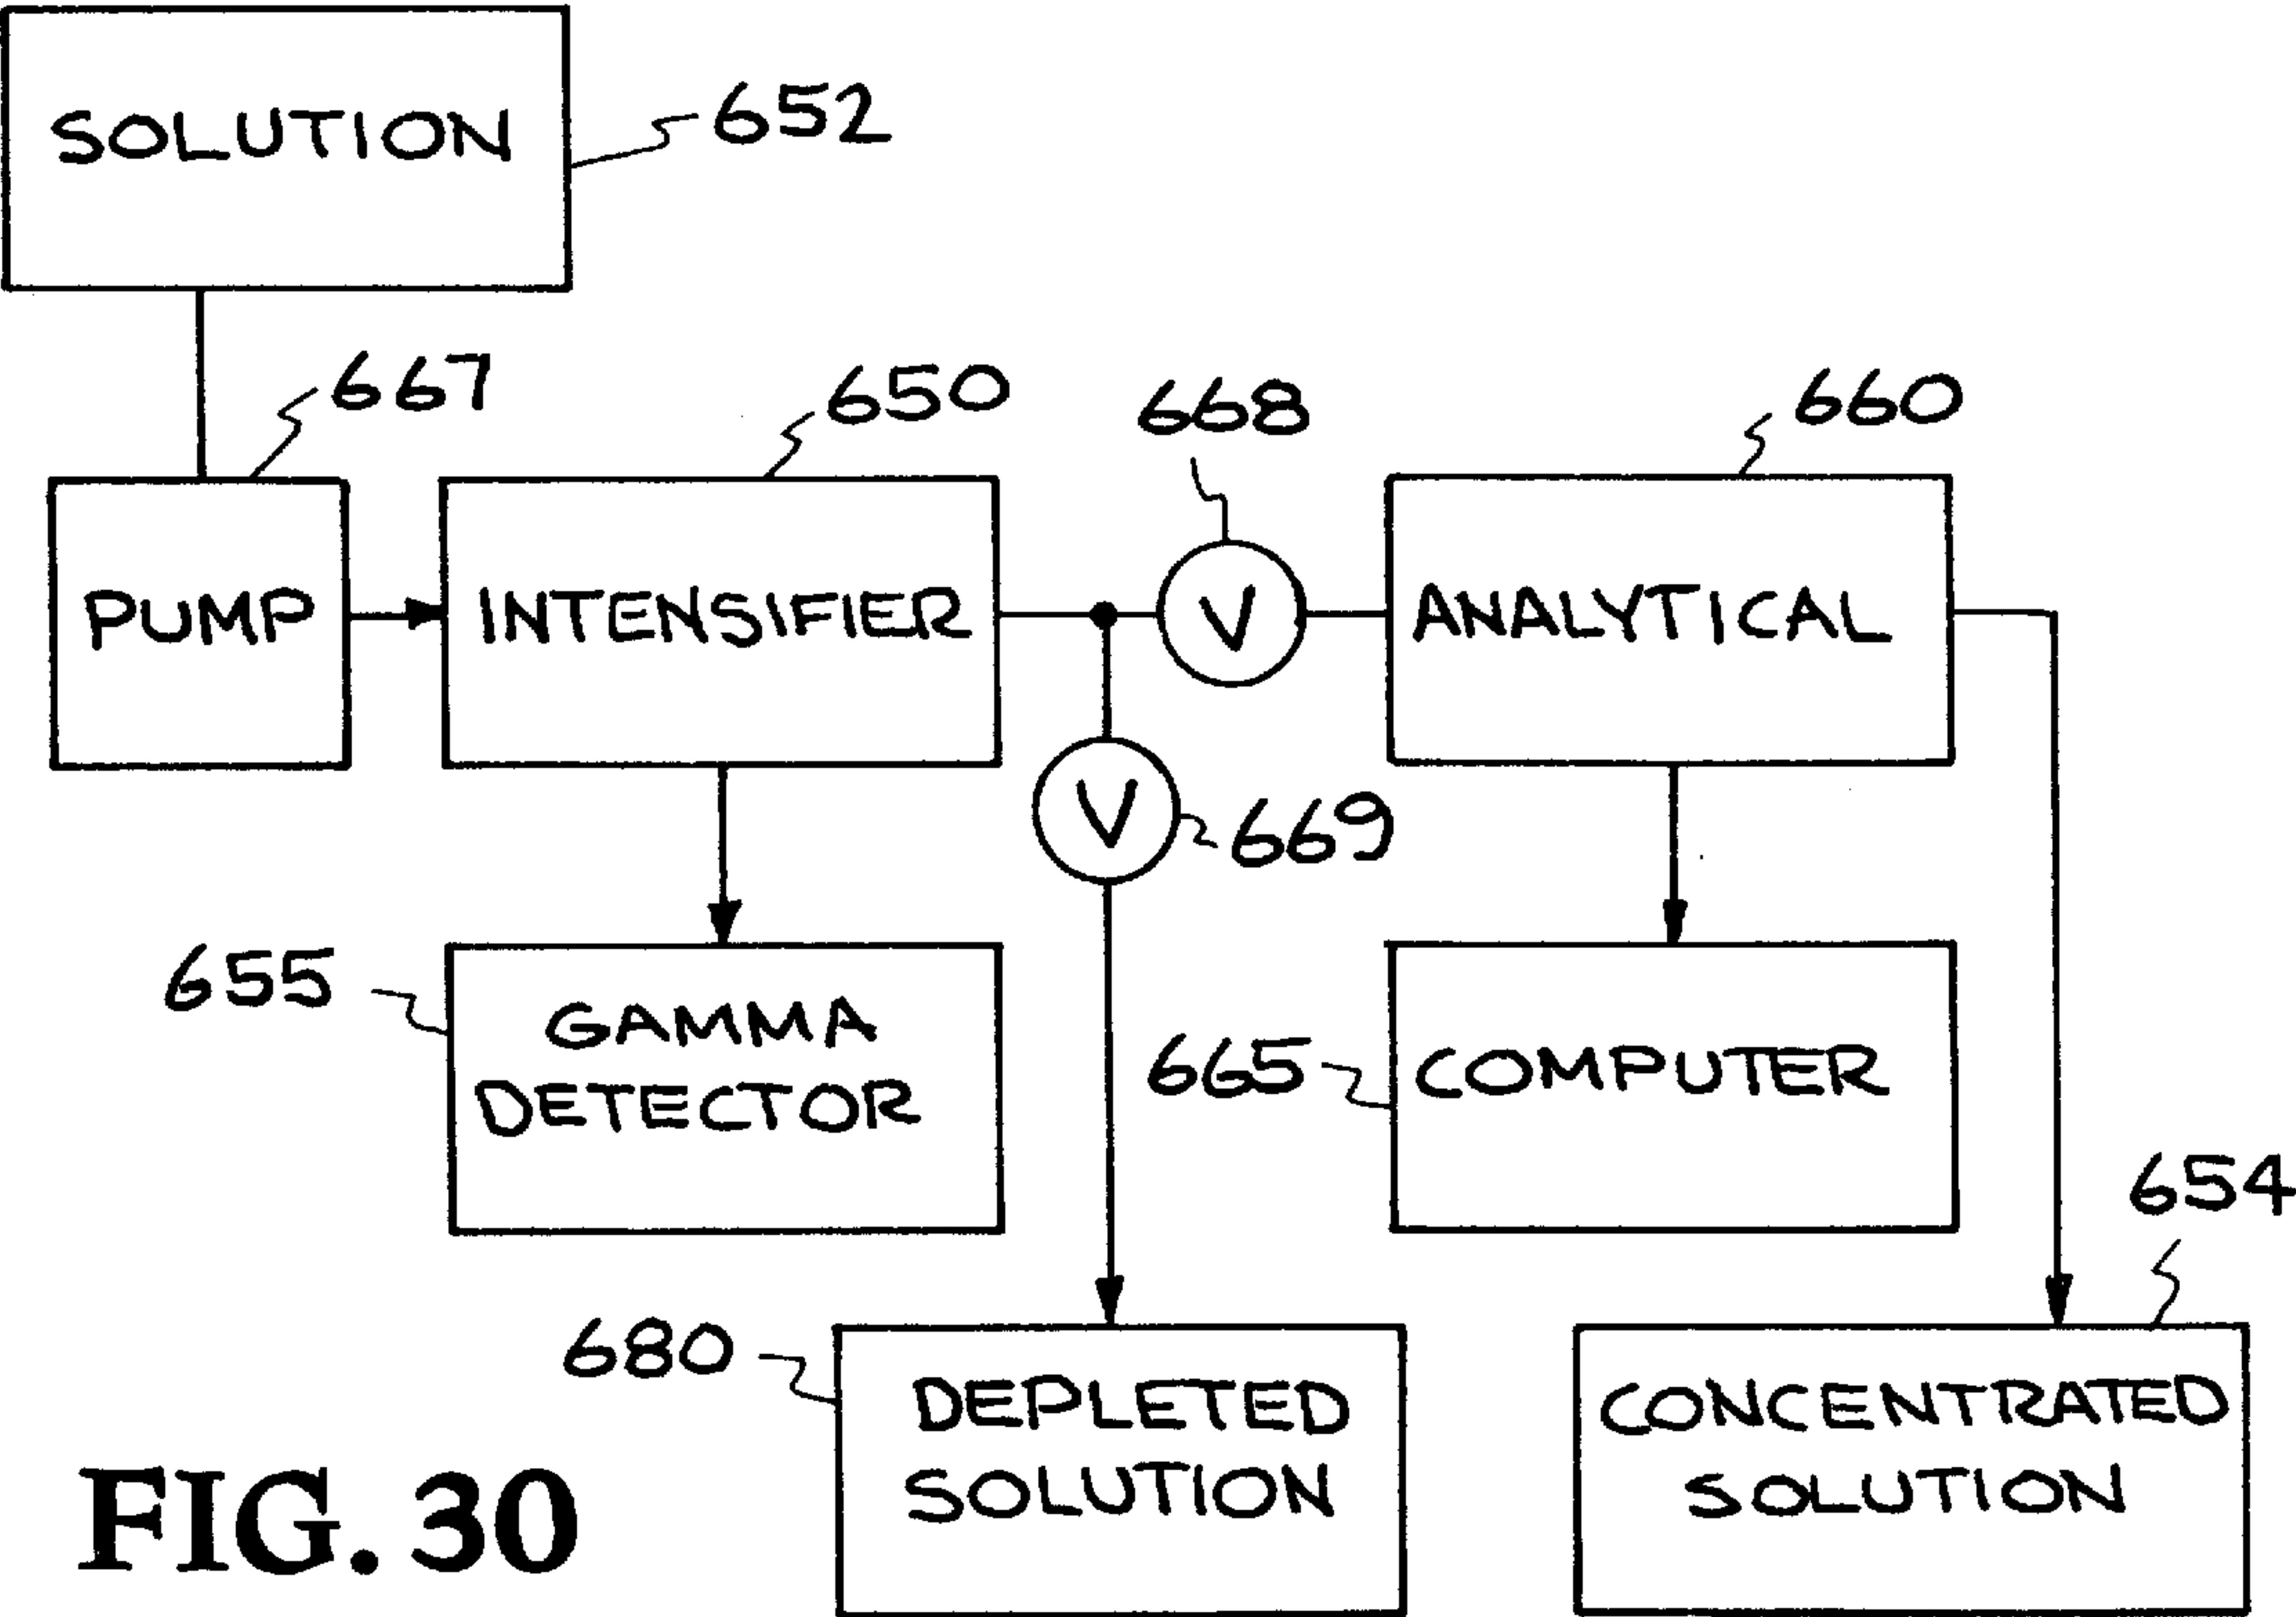 SOLUTION
652
667
650
668
660
PUMP
INTENSIFIER
V
ANALYTICAL
V
669
655
GAMMA
DETECTOR
665
COMPUTER
654
680
DEPLETED
SOLUTION
CONCENTRATED
SOLUTION
FIG. 30